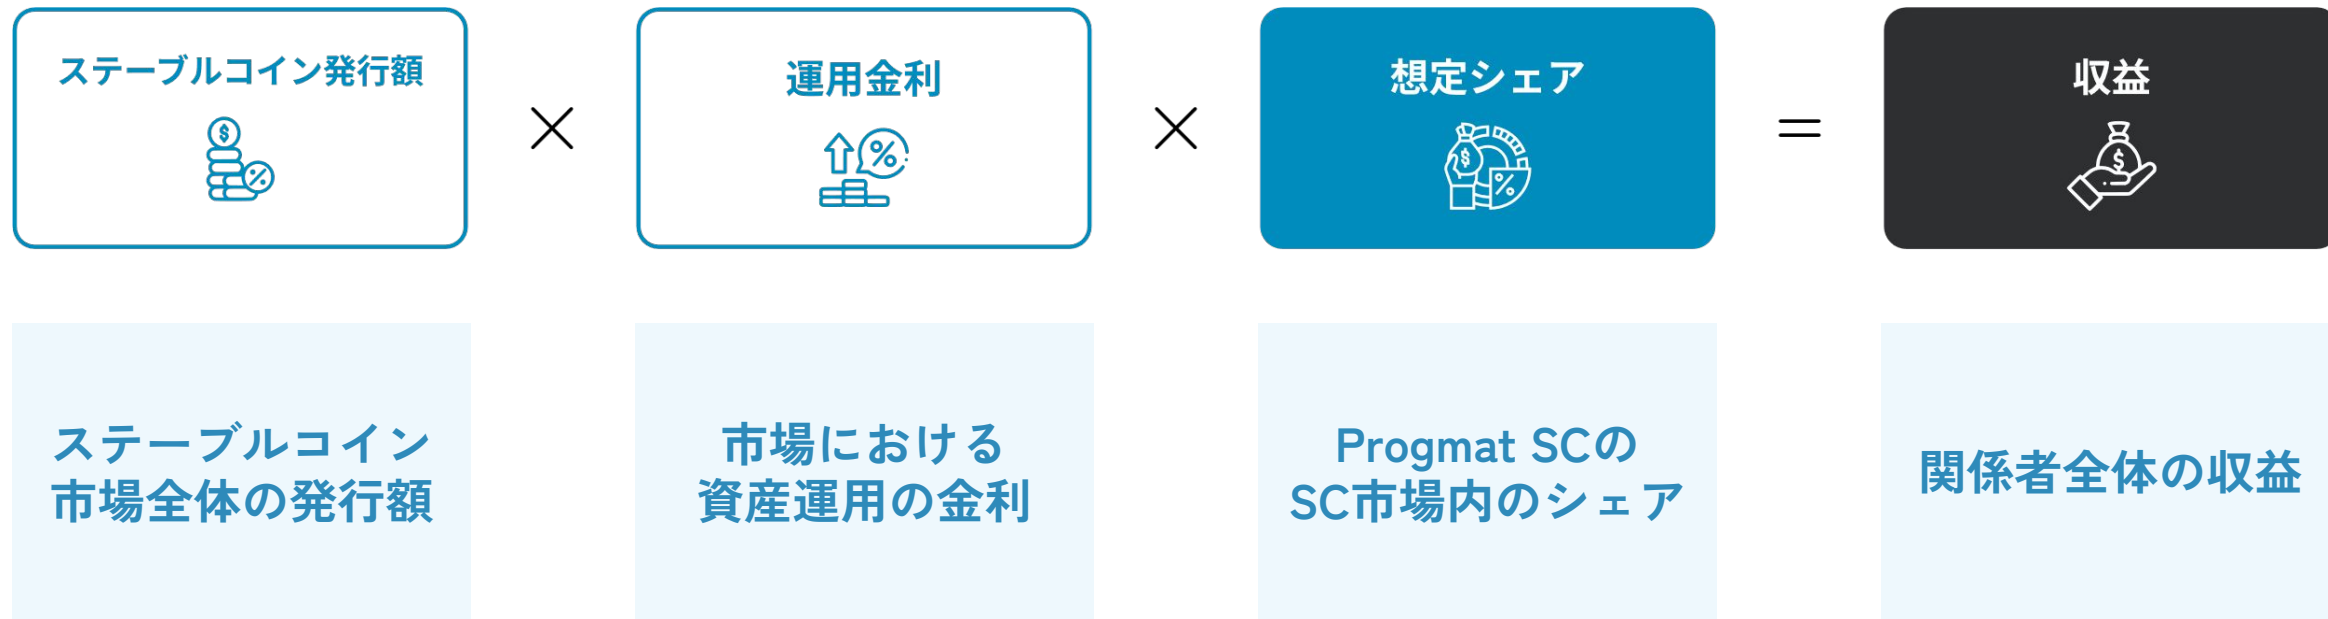 ステーブルコイン発行額
×
運用金利
×
想定シェア
=
収益
ステーブルコイン
市場全体の発行額
市場における
資産運用の金利
Progmat SCの
SC市場内のシェア
関係者全体の収益